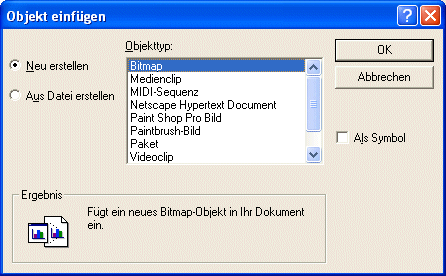 Objekt einfügen
Neu erstellen
Aus Datei erstellen
Objekttyp:
Bitmap
Medienclip
MIDI-Sequenz
Netscape Hypertext Document
Paint Shop Pro Bild
Paintbrush-Bild
Paket
Videoclip
OK
Abbrechen
Als Symbol
Ergebnis
Fügt ein neues Bitmap-Objekt in Ihr Dokument
ein.